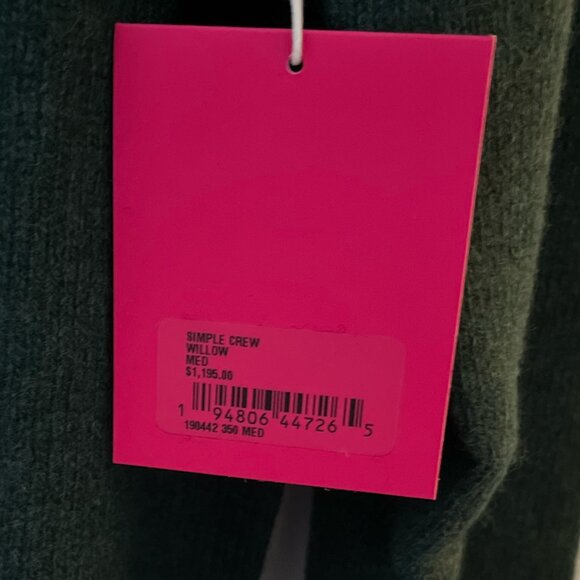 SIMPLE CREW
WILLOW
MED
$1,195.00
1 94806 44726 5
190442 350 MED